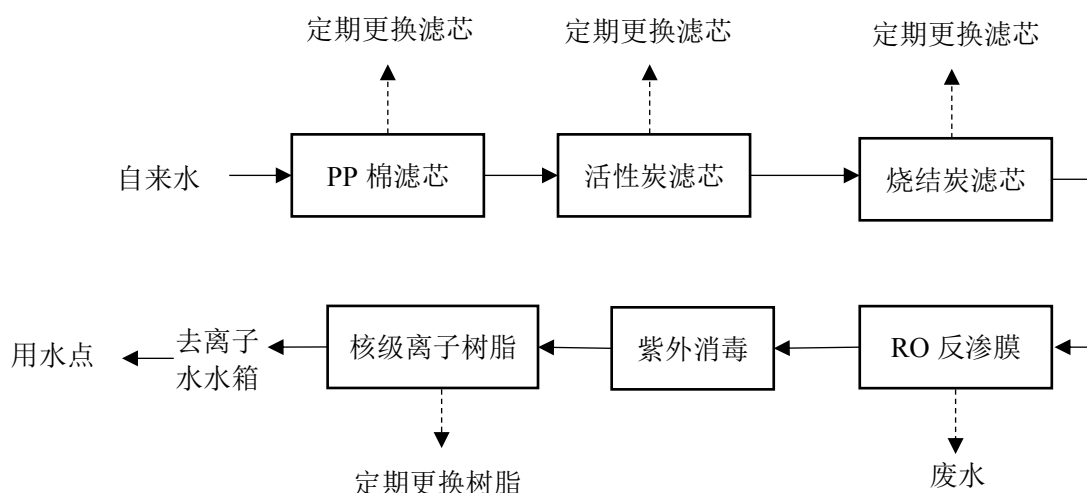 定期更换滤芯
定期更换滤芯
定期更换滤芯
自来水
PP 棉滤芯
活性炭滤芯
烧结炭滤芯
用水点
去离子
水水箱
核级离子树脂
紫外消毒
RO 反渗膜
定期更换树脂
废水